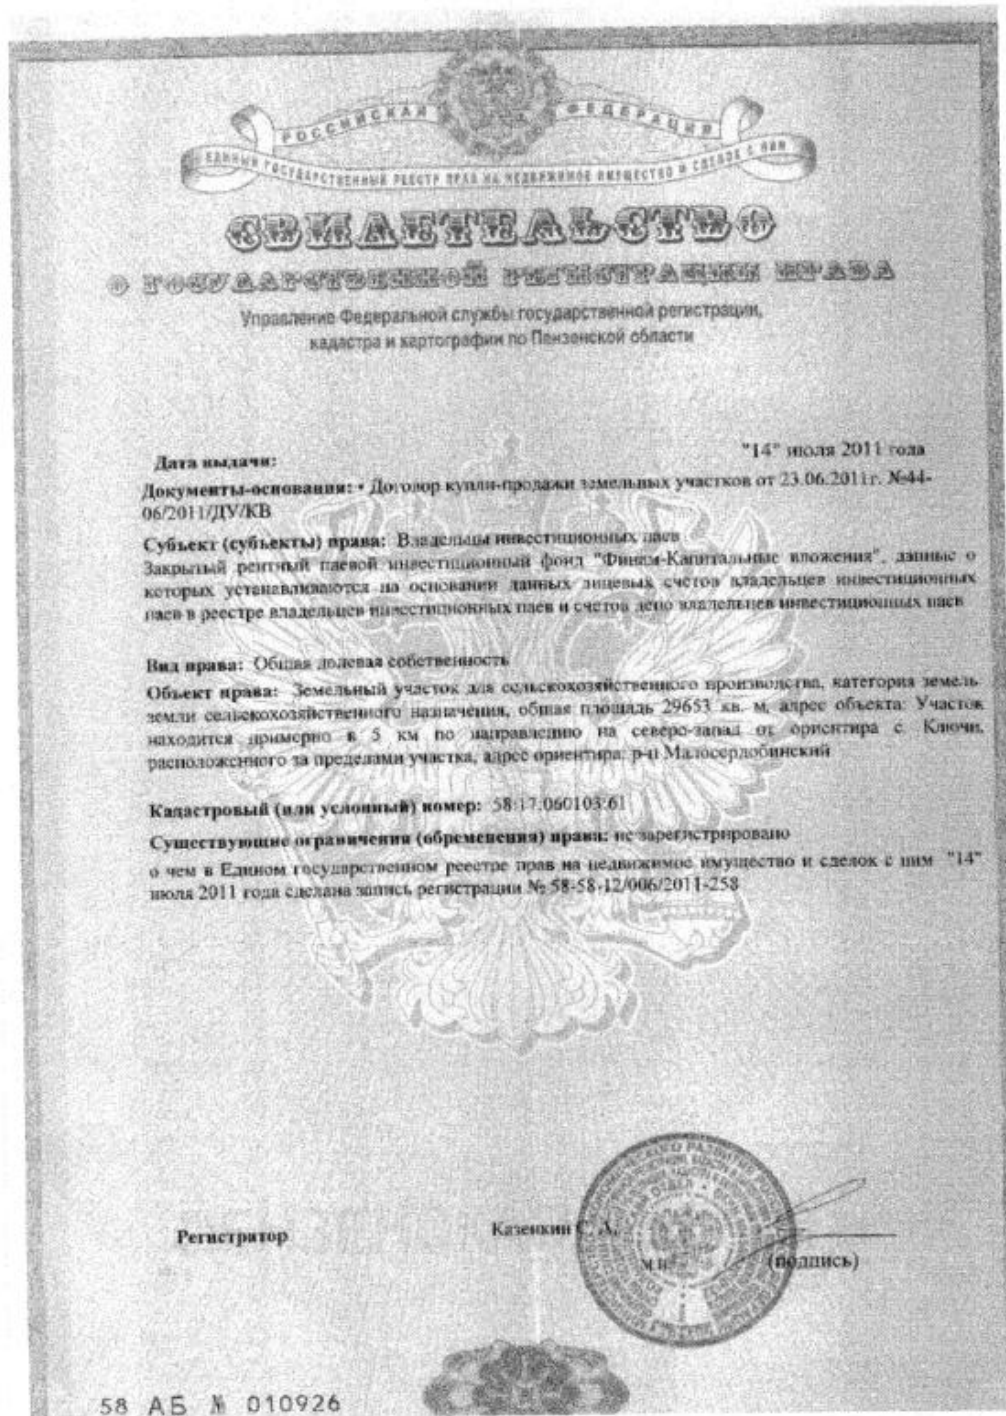 РОССИЙСКАЯ ФЕДЕРАЦИЯ
ЕДИНЫЙ ГОСУДАРСТВЕННЫЙ РЕЕСТР ПРАВ НА НЕДВИЖИМОЕ ИМУЩЕСТВО И СДЕЛОК С НИМ
СВИДЕТЕЛЬСТВО
О ГОСУДАРСТВЕННОЙ РЕГИСТРАЦИИ ПРАВА
Управление Федеральной службы государственной регистрации,
кадастра и картографии по Пензенской области
Дата выдачи: "14" июля 2011 года
Документы-основания: • Договор купли-продажи земельных участков от 23.06.2011г. №44-
06/2011/ДУ/КВ
Субъект (субъекты) права: Владельцы инвестиционных паев
Закрытый рентный паевой инвестиционный фонд "Финам-Капитальные вложения", данные о
которых устанавливаются на основании данных лицевых счетов владельцев инвестиционных
паев в реестре владельцев инвестиционных паев и счетов депо владельцев инвестиционных паев
Вид права: Общая долевая собственность
Объект права: Земельный участок для сельскохозяйственного производства, категория земель:
земли сельскохозяйственного назначения, общая площадь 29653 кв. м, адрес объекта: Участок
находится примерно в 5 км по направлению на северо-запад от ориентира с. Ключи,
расположенного за пределами участка, адрес ориентира: р-н Малосердобинский
Кадастровый (или условный) номер: 58:17:060103:61
Существующие ограничения (обременения) права: не зарегистрировано
о чем в Едином государственном реестре прав на недвижимое имущество и сделок с ним "14"
июля 2011 года сделана запись регистрации № 58-58-12/006/2011-258
Регистратор Казенкин С. А.
М.П. (подпись)
58 АБ № 010926